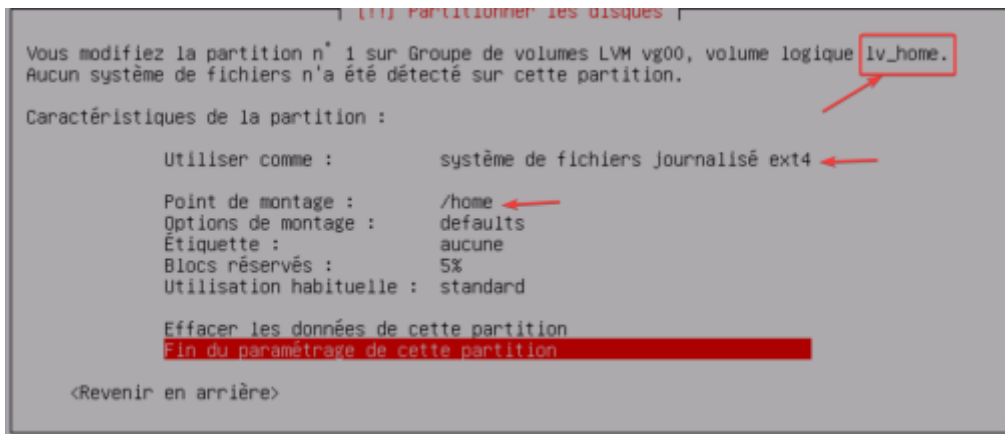 [!!] Partitionner les disques
Vous modifiez la partition n° 1 sur Groupe de volumes LVM vg00, volume logique lv_home.
Aucun système de fichiers n'a été détecté sur cette partition.
Caractéristiques de la partition :
Utiliser comme : système de fichiers journalisé ext4
Point de montage : /home
Options de montage : defaults
Étiquette : aucune
Blocs réservés : 5%
Utilisation habituelle : standard
Effacer les données de cette partition
Fin du paramétrage de cette partition
<Revenir en arrière>